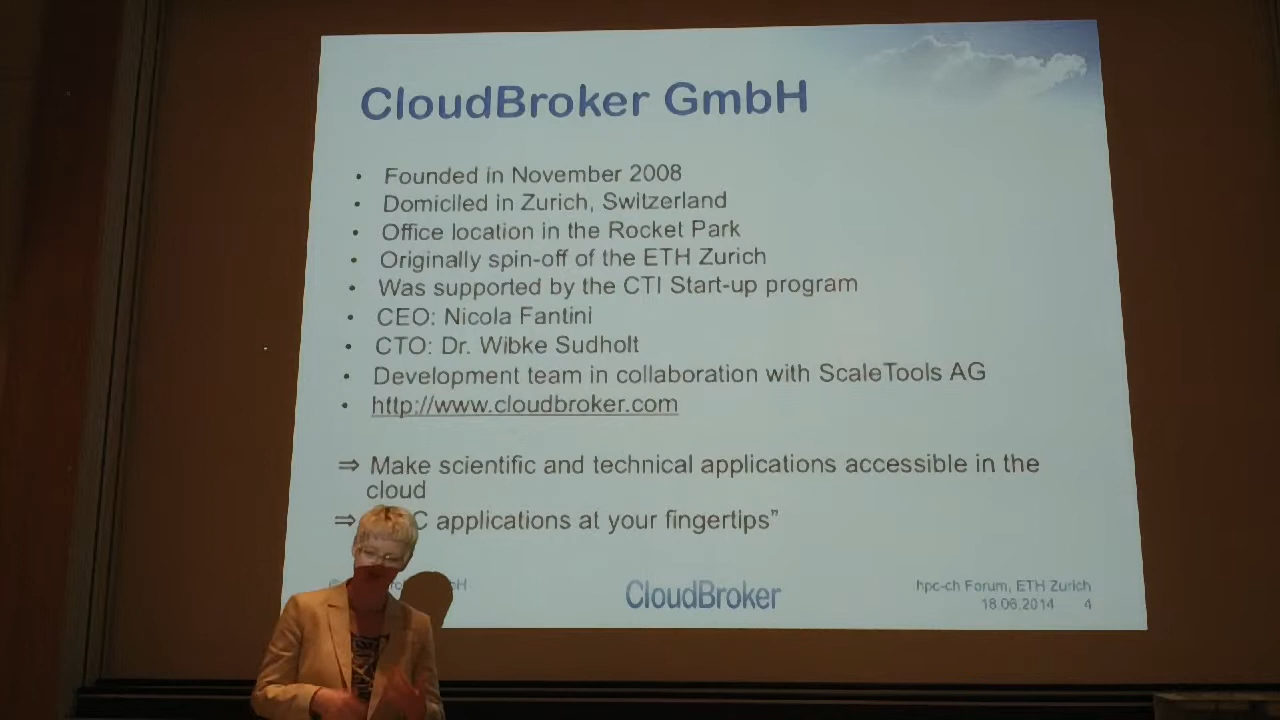 CloudBroker GmbH
• Founded in November 2008
• Domiciled in Zurich, Switzerland
• Office location in the Rocket Park
• Originally spin-off of the ETH Zurich
• Was supported by the CTI Start-up program
• CEO: Nicola Fantini
• CTO: Dr. Wibke Sudholt
• Development team in collaboration with ScaleTools AG
• http://www.cloudbroker.com
⇒ Make scientific and technical applications accessible in the
cloud
⇒ applications at your fingertips”
CloudBroker
hpc-ch Forum, ETH Zurich
18.06.2014 4